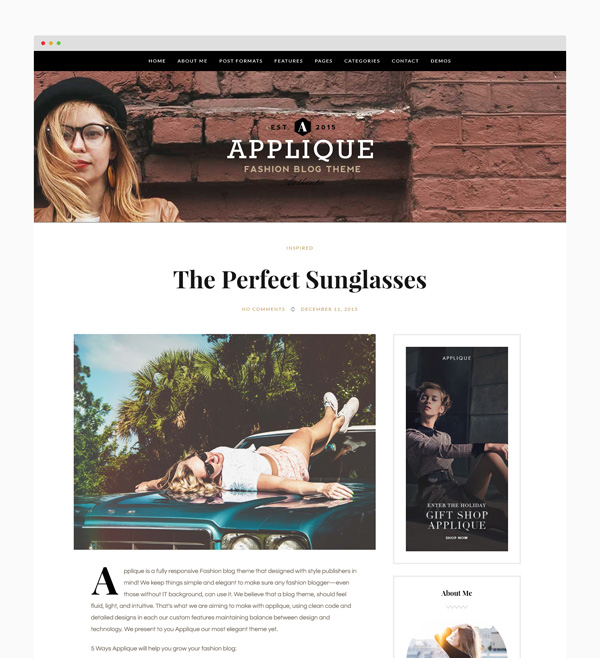 HOME ABOUT ME POST FORMATS FEATURES PAGES CATEGORIES CONTACT DEMOS
EST. A 2015
APPLIQUE
FASHION BLOG THEME
INSPIRED
The Perfect Sunglasses
NO COMMENTS DECEMBER 11, 2015
APPLIQUE
ENTER THE HOLIDAY
GIFT SHOP
APPLIQUE
SHOP NOW
Applique is a fully responsive Fashion blog theme that designed with style publishers in
mind! We keep things simple and elegant to make sure any fashion blogger—even
those without IT background, can use it. We believe that a blog theme, should feel
fluid, light, and intuitive. That's what we are aiming to make with applique, using clean code and
detailed designs in each our custom features maintaining balance between design and
technology. We present to you Applique our most elegant theme yet.
5 Ways Applique will help you grow your fashion blog:
About Me